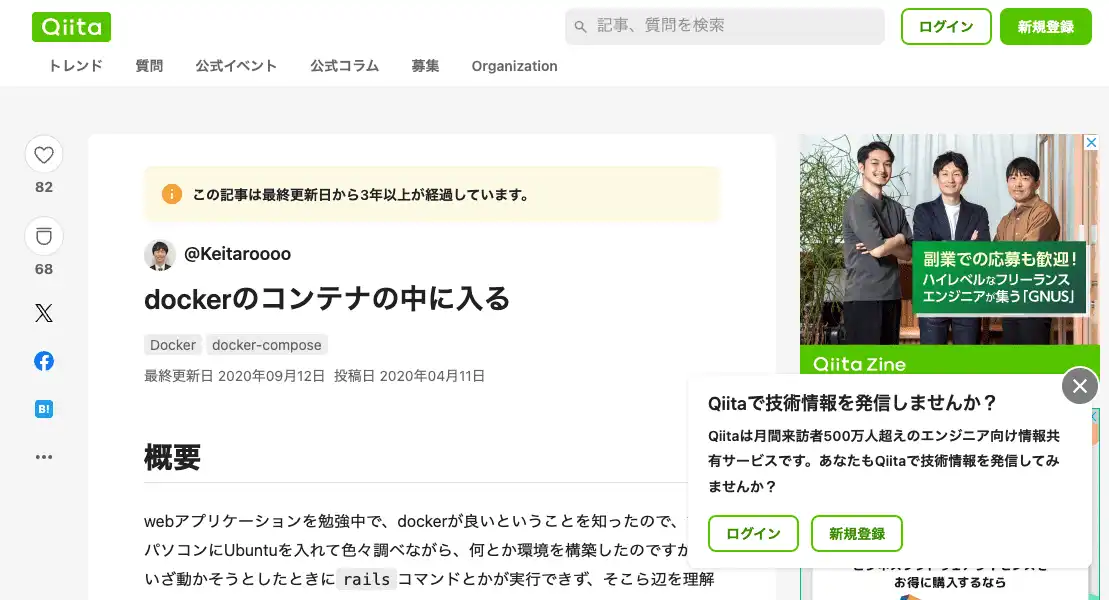 Qiita
記事、質問を検索
ログイン
新規登録
トレンド 質問 公式イベント 公式コラム 募集 Organization
82
68
B!
この記事は最終更新日から3年以上が経過しています。
@Keitaroooo
dockerのコンテナの中に入る
Docker docker-compose
最終更新日 2020年09月12日 投稿日 2020年04月11日
概要
webアプリケーションを勉強中で、dockerが良いということを知ったので、
パソコンにUbuntuを入れて色々調べながら、何とか環境を構築したのですが
いざ動かそうとしたときにrailsコマンドとかが実行できず、そこら辺を理解
副業での応募も歓迎！
ハイレベルなフリーランス
エンジニアが集う「GNUS」
Qiita Zine
Qiitaで技術情報を発信しませんか？
Qiitaは月間来訪者500万人超えのエンジニア向け情報共
有サービスです。あなたもQiitaで技術情報を発信してみ
ませんか？
ログイン 新規登録
お得に購入するなら